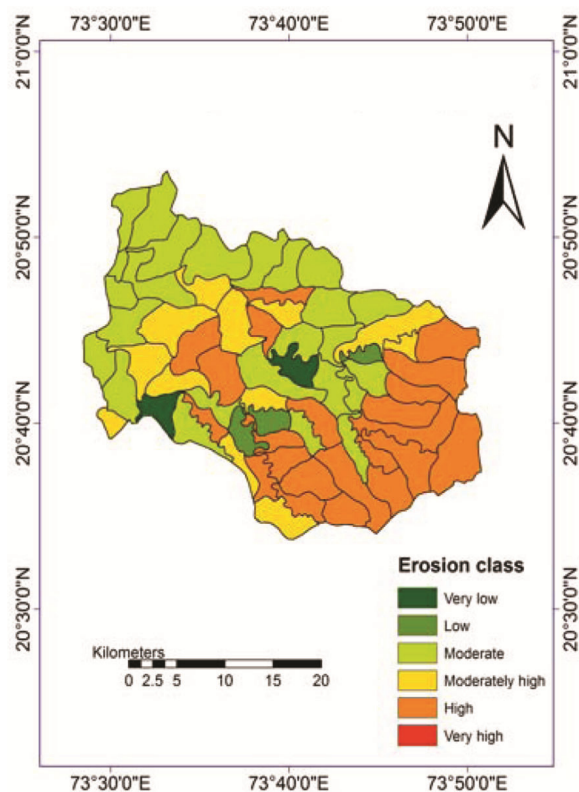 73°30'0"E 73°40'0"E 73°50'0"E
21°0'0"N 21°0'0"N
N
20°50'0"N 20°50'0"N
20°40'0"N 20°40'0"N
20°30'0"N 20°30'0"N
Erosion class
Very low
Low
Moderate
Moderately high
High
Very high
Kilometers
0 2.5 5 10 15 20
73°30'0"E 73°40'0"E 73°50'0"E